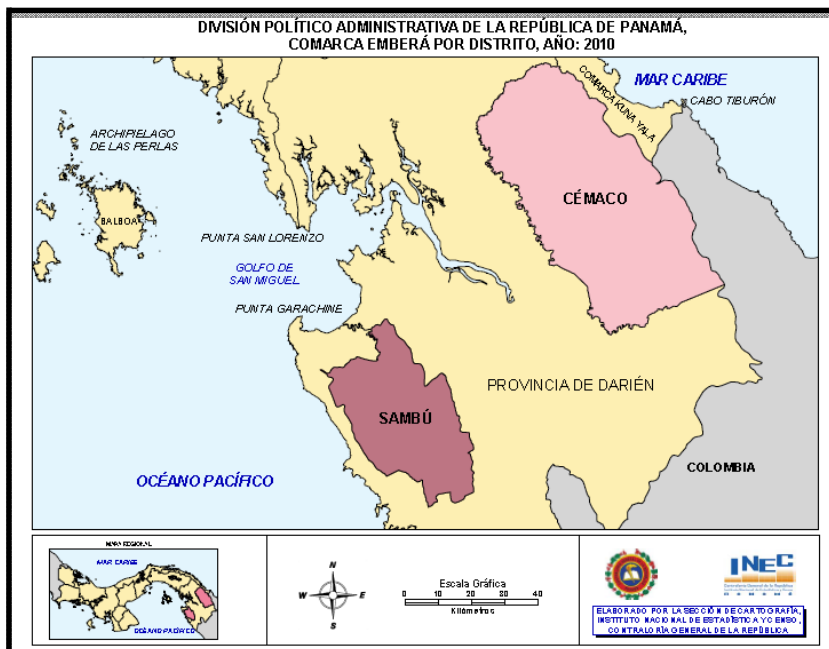 DIVISIÓN POLÍTICO ADMINISTRATIVA DE LA REPÚBLICA DE PANAMÁ,
COMARCA EMBERÁ POR DISTRITO, AÑO: 2010
MAR CARIBE
CABO TIBURÓN
COMARCA KUNA YALA
ARCHIPIELAGO
DE LAS PERLAS
CÉMACO
BALBOA
PUNTA SAN LORENZO
GOLFO DE
SAN MIGUEL
PUNTA GARACHINE
PROVINCIA DE DARIÉN
SAMBÚ
COLOMBIA
OCÉANO PACÍFICO
MAPA REGIONAL
MAR CARIBE
OCÉANO PACÍFICO
N
W
E
S
Escala Gráfica
0 10 20 30 40
Kilómetros
INEC
PANAMÁ
ELABORADO POR LA SECCIÓN DE CARTOGRAFÍA,
INSTITUTO NACIONAL DE ESTADÍSTICA Y CENSO,
CONTRALORÍA GENERAL DE LA REPÚBLICA